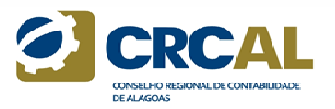 CRCAL
CONSELHO REGIONAL DE CONTABILIDADE
DE ALAGOAS